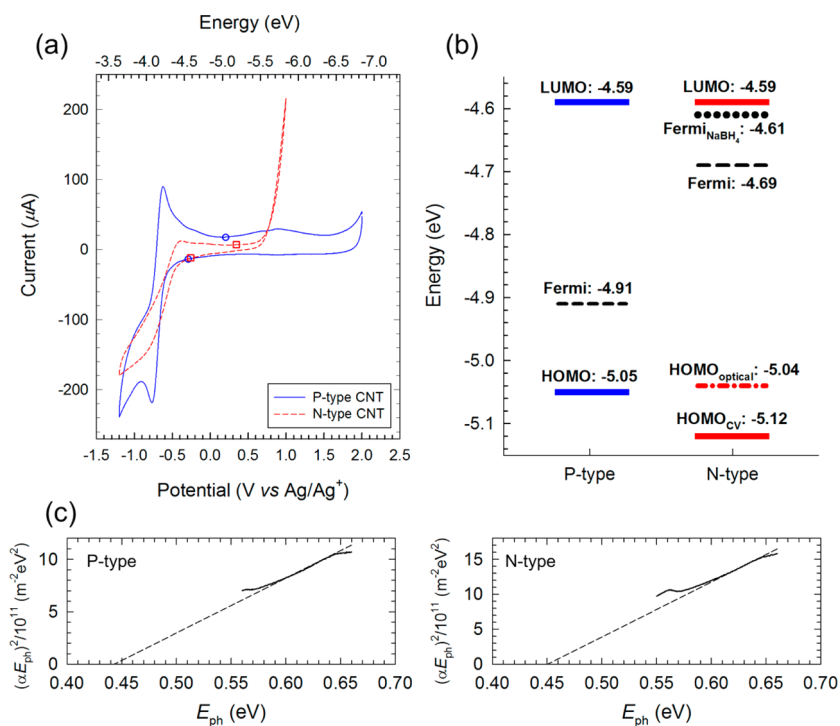 (a)
Energy (eV)
-3.5 -4.0 -4.5 -5.0 -5.5 -6.0 -6.5 -7.0
Current (µA)
200
100
0
-100
-200
P-type CNT
N-type CNT
-1.5 -1.0 -0.5 0.0 0.5 1.0 1.5 2.0 2.5
Potential (V vs Ag/Ag+)
(b)
Energy (eV)
-4.6
-4.7
-4.8
-4.9
-5.0
-5.1
LUMO: -4.59
LUMO: -4.59
FermiNaBH4: -4.61
Fermi: -4.69
Fermi: -4.91
HOMO: -5.05
HOMOoptical: -5.04
HOMOCV: -5.12
P-type
N-type
(c)
P-type
(αEph)2/1011 (m-2eV2)
10
5
0
0.40 0.45 0.50 0.55 0.60 0.65 0.70
Eph (eV)
N-type
(αEph)2/1011 (m-2eV2)
15
10
5
0
0.40 0.45 0.50 0.55 0.60 0.65 0.70
Eph (eV)